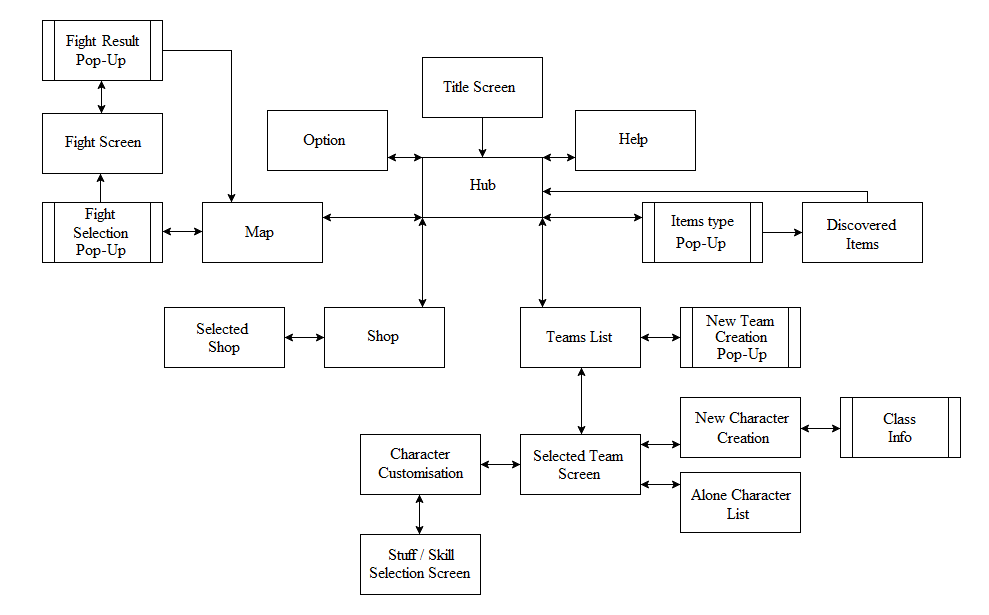 Fight Result
Pop-Up
Title Screen
Option
Help
Fight Screen
Hub
Fight
Selection
Pop-Up
Map
Items type
Pop-Up
Discovered
Items
Selected
Shop
Shop
Teams List
New Team
Creation
Pop-Up
New Character
Creation
Class
Info
Character
Customisation
Selected Team
Screen
Alone Character
List
Stuff / Skill
Selection Screen